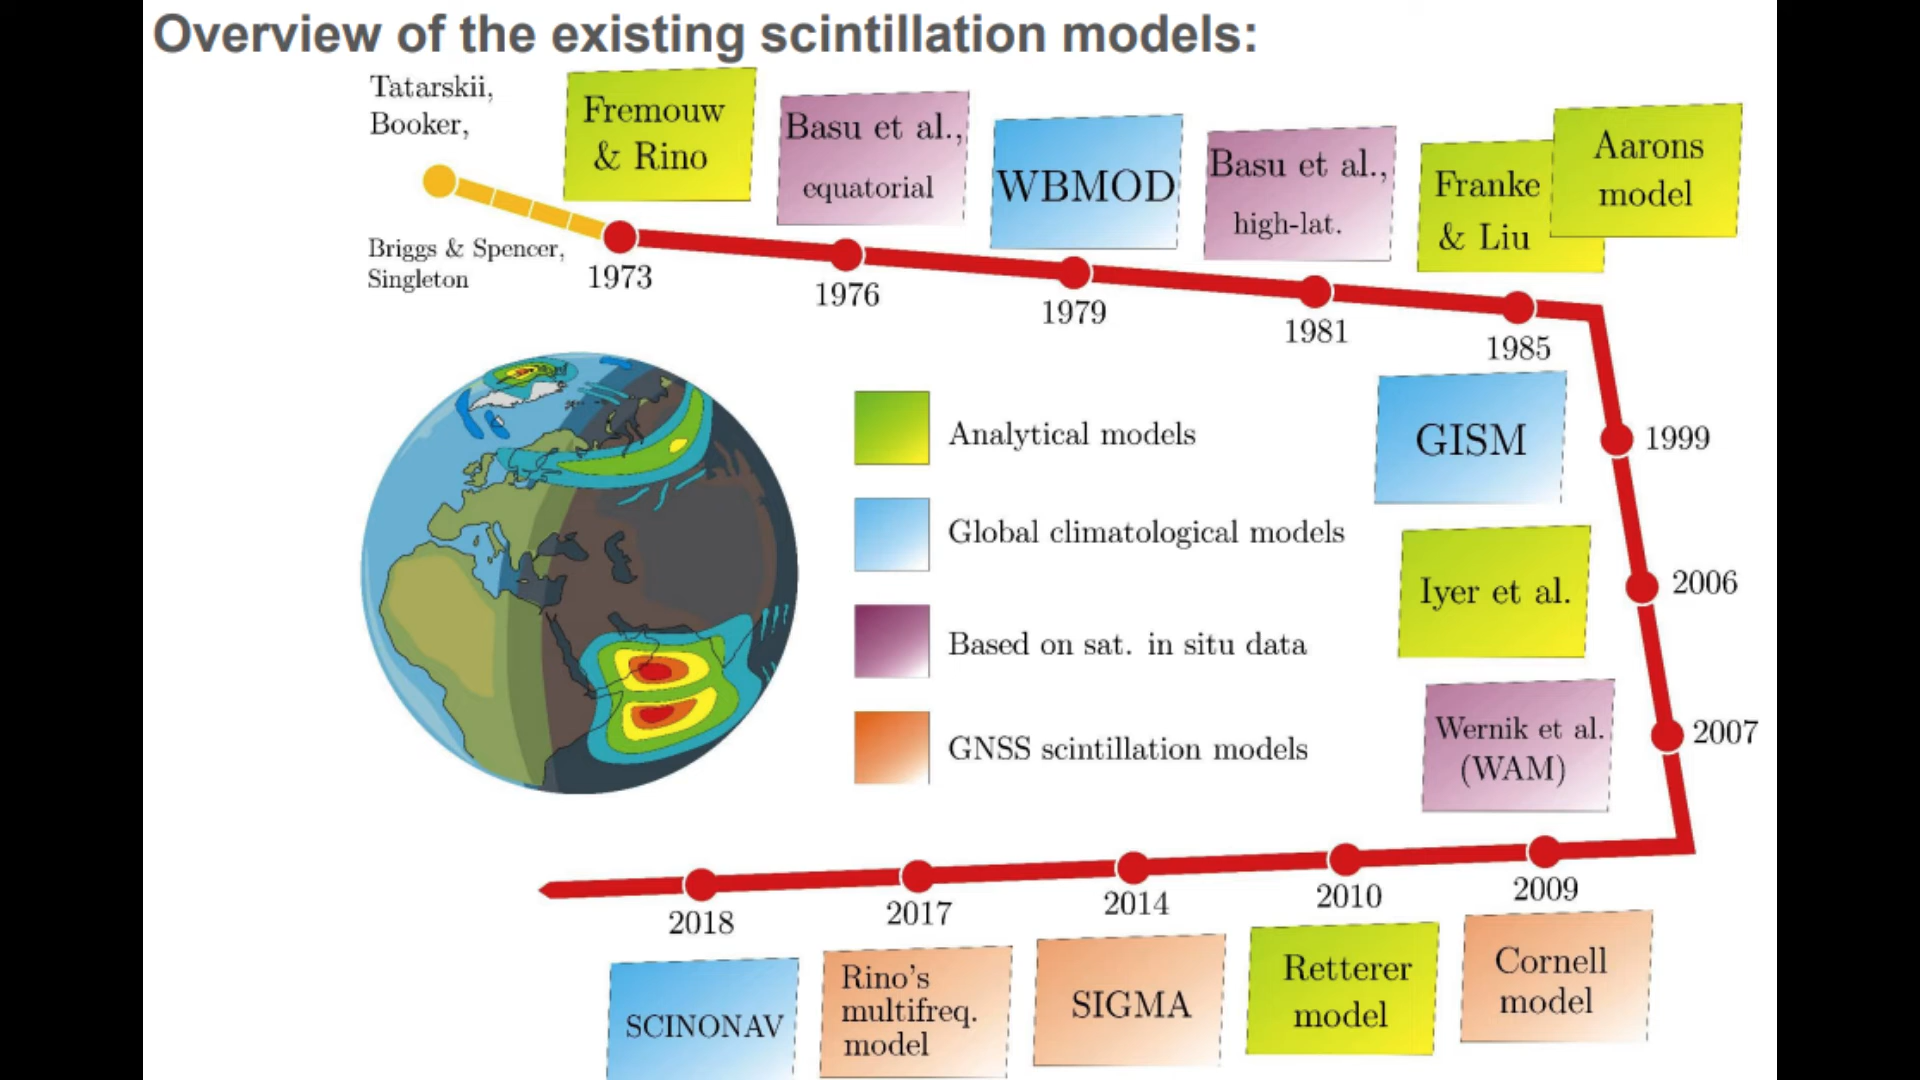 Overview of the existing scintillation models:
Tatarskii,
Booker,
Briggs & Spencer,
Singleton
Fremouw
& Rino
1973
Basu et al.,
equatorial
1976
WBMOD
1979
Basu et al.,
high-lat.
1981
Franke
& Liu
Aarons
model
1985
GISM
1999
Iyer et al.
2006
Wernik et al.
(WAM)
2007
Analytical models
Global climatological models
Based on sat. in situ data
GNSS scintillation models
2018
2017
2014
2010
2009
SCINONAV
Rino's
multifreq.
model
SIGMA
Retterer
model
Cornell
model